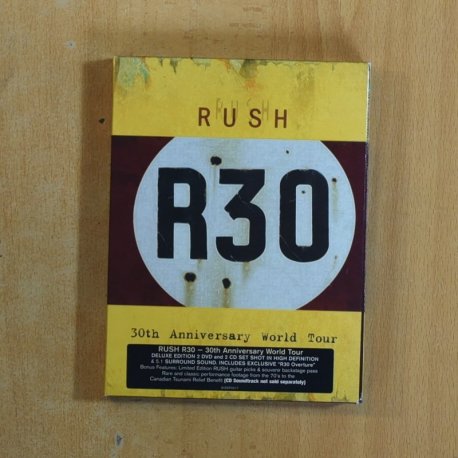 RUSH
RUSH
R30
30th Anniversary World Tour
RUSH R30 – 30th Anniversary World Tour
DELUXE EDITION 2 DVD and 2 CD SET SHOT IN HIGH DEFINITION
& 5.1 SURROUND SOUND. INCLUDES EXCLUSIVE "R30 Overture"
Bonus Features: Limited Edition RUSH guitar picks & souvenir backstage pass
Rare and classic performance footage from the 70's to the
Canadian Tsunami Relief Benefit (CD Soundtrack not sold separately)